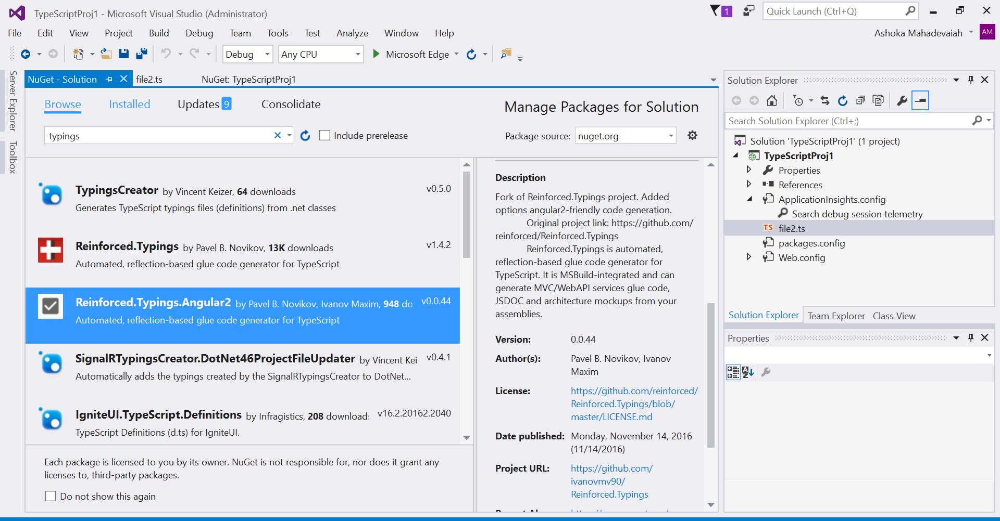 TypeScriptProj1 - Microsoft Visual Studio (Administrator)
1
Quick Launch (Ctrl+Q)
File Edit View Project Build Debug Team Tools Test Analyze Window Help
Ashoka Mahadevaiah
AM
Debug
Any CPU
Microsoft Edge
Server Explorer
Toolbox
NuGet - Solution
file2.ts
NuGet: TypeScriptProj1
Browse
Installed
Updates 9
Consolidate
Manage Packages for Solution
typings
Include prerelease
Package source: nuget.org
TypingsCreator by Vincent Keizer, 64 downloads
v0.5.0
Generates TypeScript typings files (definitions) from .net classes
Reinforced.Typings by Pavel B. Novikov, 13K downloads
v1.4.2
Automated, reflection-based glue code generator for TypeScript
Reinforced.Typings.Angular2 by Pavel B. Novikov, Ivanov Maxim, 948 do
v0.0.44
Automated, reflection-based glue code generator for TypeScript
SignalRTypingsCreator.DotNet46ProjectFileUpdater by Vincent Kei
v0.4.1
Automatically adds the typings created by the SignalRTypingsCreator to DotNet...
IgniteUI.TypeScript.Definitions by Infragistics, 208 download
v16.2.20162.2040
TypeScript Definitions (d.ts) for IgniteUI.
Each package is licensed to you by its owner. NuGet is not responsible for, nor does it grant any
licenses to, third-party packages.
Do not show this again
Description
Fork of Reinforced.Typings project. Added
options angular2-friendly code generation.
Original project link: https://github.com/
reinforced/Reinforced.Typings
Reinforced.Typings is automated,
reflection-based glue code generator for
TypeScript. It is MSBuild-integrated and can
generate MVC/WebAPI services glue code,
JSDOC and architecture mockups from your
assemblies.
Version: 0.0.44
Author(s): Pavel B. Novikov, Ivanov
Maxim
License: https://github.com/reinforced/
Reinforced.Typings/blob/
master/LICENSE.md
Date published: Monday, November 14, 2016
(11/14/2016)
Project URL: https://github.com/
ivanovmv90/
Reinforced.Typings
Solution Explorer
Search Solution Explorer (Ctrl+;)
Solution 'TypeScriptProj1' (1 project)
TypeScriptProj1
Properties
References
ApplicationInsights.config
Search debug session telemetry
TS file2.ts
packages.config
Web.config
Solution Explorer
Team Explorer
Class View
Properties